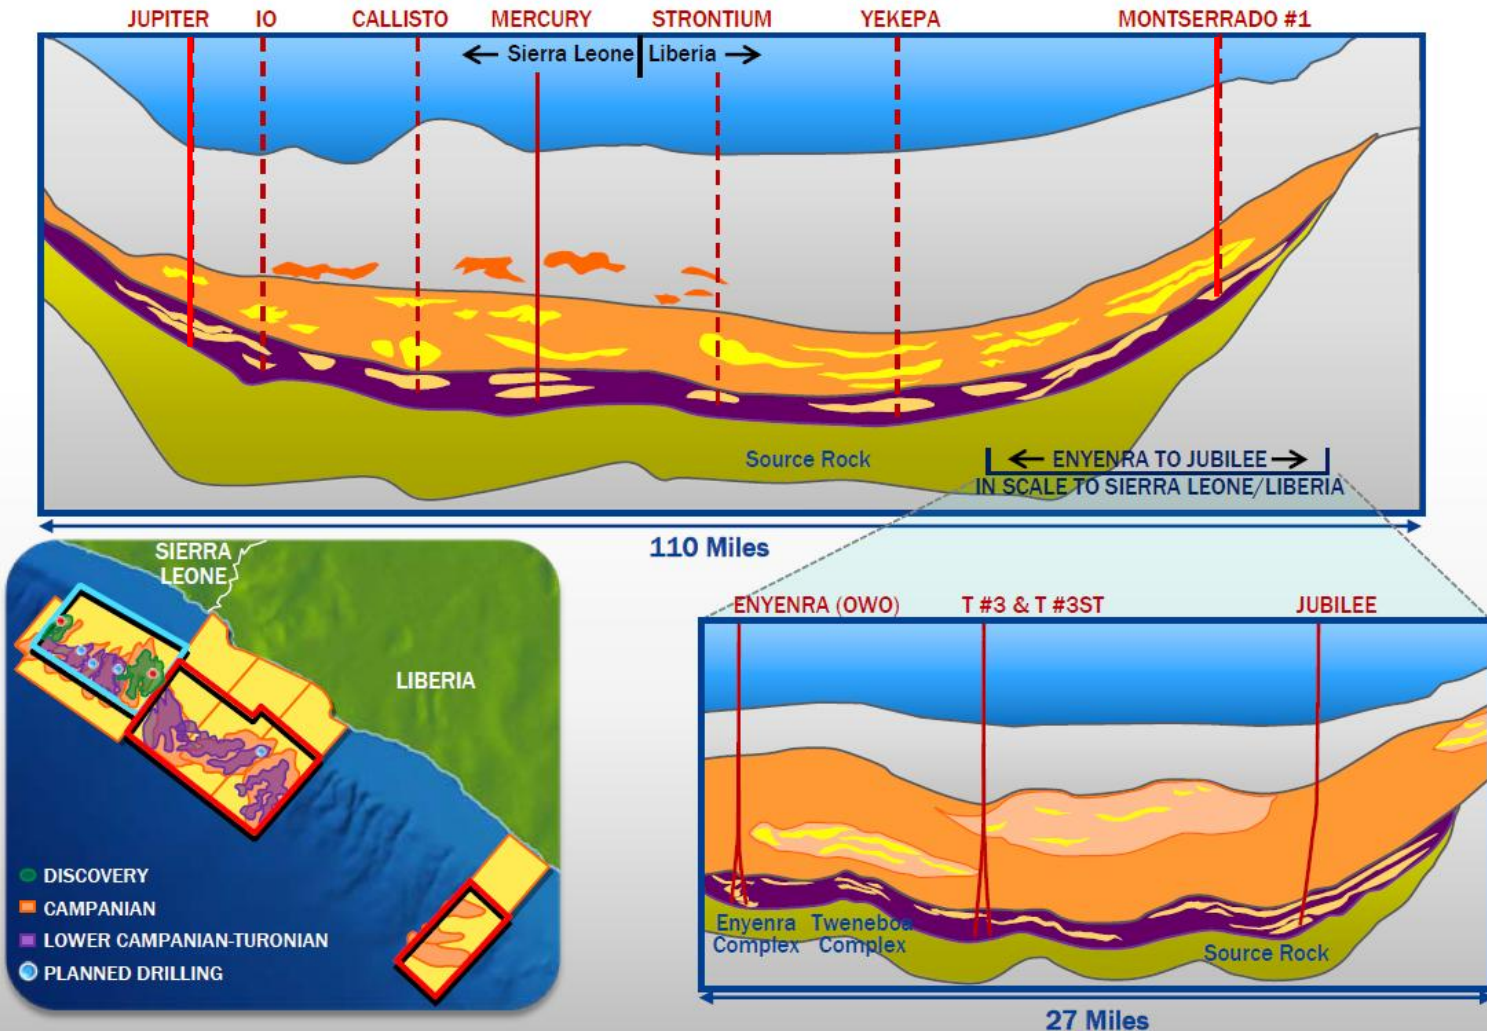 JUPITER IO CALLISTO MERCURY STRONTIUM YEKEPA MONTSERRADO #1
← Sierra Leone | Liberia →
Source Rock
← ENYENRA TO JUBILEE →
IN SCALE TO SIERRA LEONE/LIBERIA
110 Miles
SIERRA
LEONE
LIBERIA
DISCOVERY
CAMPANIAN
LOWER CAMPANIAN-TURONIAN
PLANNED DRILLING
ENYENRA (OWO) T #3 & T #3ST JUBILEE
Enyenra
Complex
Tweneboa
Complex
Source Rock
27 Miles